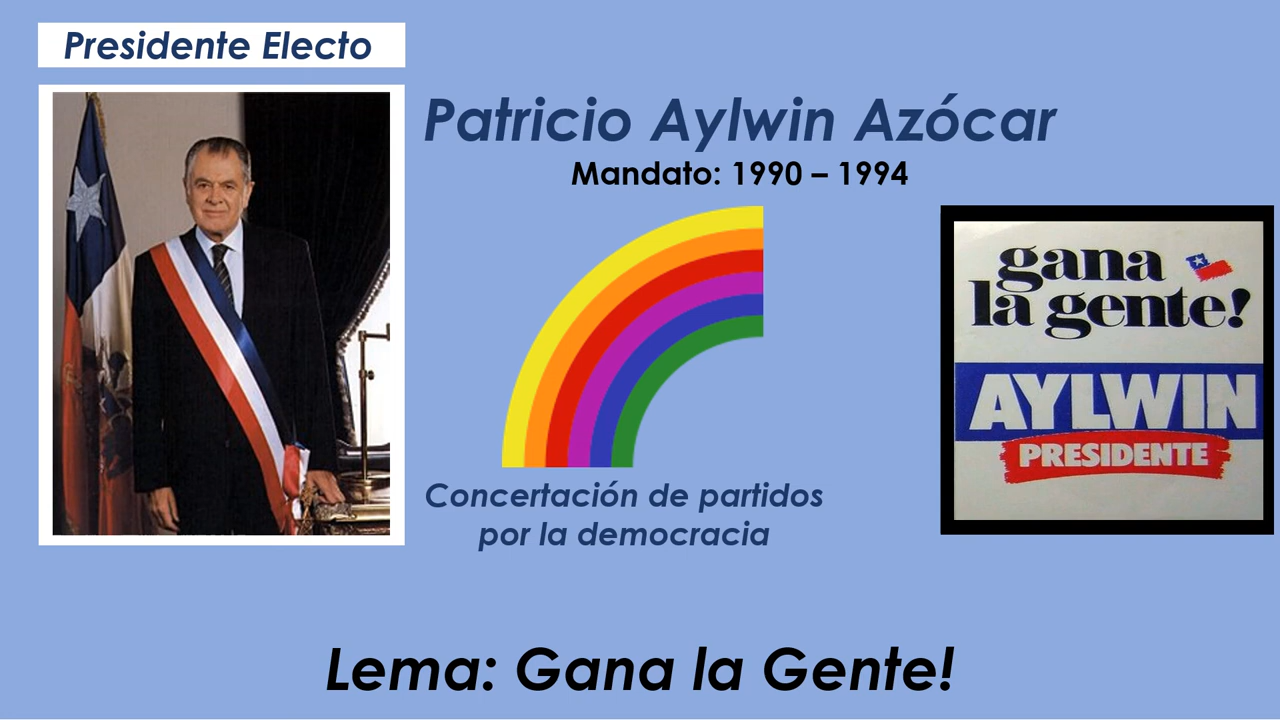 Presidente Electo
Patricio Aylwin Azócar
Mandato: 1990 – 1994
gana
la gente!
AYLWIN
PRESIDENTE
Concertación de partidos
por la democracia
Lema: Gana la Gente!